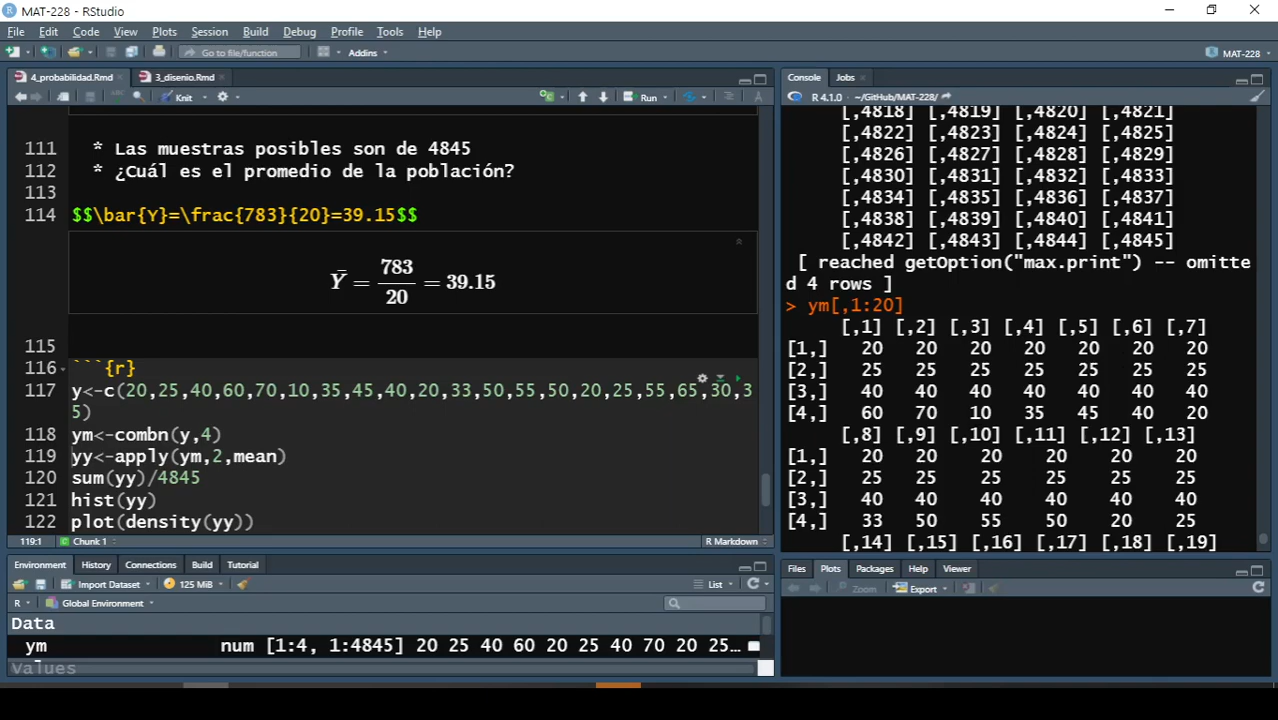 MAT-228 - RStudio
File Edit Code View Plots Session Build Debug Profile Tools Help
Go to file/function Addins MAT-228
4_probabilidad.Rmd 3_disenio.Rmd
Knit Run
111 * Las muestras posibles son de 4845
112 * ¿Cuál es el promedio de la población?
113
114 $$\bar{Y}=\frac{783}{20}=39.15$$
Ȳ = 783/20 = 39.15
115
116 ```{r}
117 y<-c(20,25,40,60,70,10,35,45,40,20,33,50,55,50,20,25,55,65,30,3
5)
118 ym<-combn(y,4)
119 yy<-apply(ym,2,mean)
120 sum(yy)/4845
121 hist(yy)
122 plot(density(yy))
119:1 Chunk 1 R Markdown
Environment History Connections Build Tutorial
Import Dataset 125 MiB List
R Global Environment
Data
ym num [1:4, 1:4845] 20 25 40 60 20 25 40 70 20 25…
Values
Console Jobs
R 4.1.0 · ~/GitHub/MAT-228/
[,4818] [,4819] [,4820] [,4821]
[,4822] [,4823] [,4824] [,4825]
[,4826] [,4827] [,4828] [,4829]
[,4830] [,4831] [,4832] [,4833]
[,4834] [,4835] [,4836] [,4837]
[,4838] [,4839] [,4840] [,4841]
[,4842] [,4843] [,4844] [,4845]
[ reached getOption("max.print") -- omitte
d 4 rows ]
> ym[,1:20]
[,1] [,2] [,3] [,4] [,5] [,6] [,7]
[1,] 20 20 20 20 20 20 20
[2,] 25 25 25 25 25 25 25
[3,] 40 40 40 40 40 40 40
[4,] 60 70 10 35 45 40 20
[,8] [,9] [,10] [,11] [,12] [,13]
[1,] 20 20 20 20 20 20
[2,] 25 25 25 25 25 25
[3,] 40 40 40 40 40 40
[4,] 33 50 55 50 20 25
[,14] [,15] [,16] [,17] [,18] [,19]
Files Plots Packages Help Viewer
Zoom Export